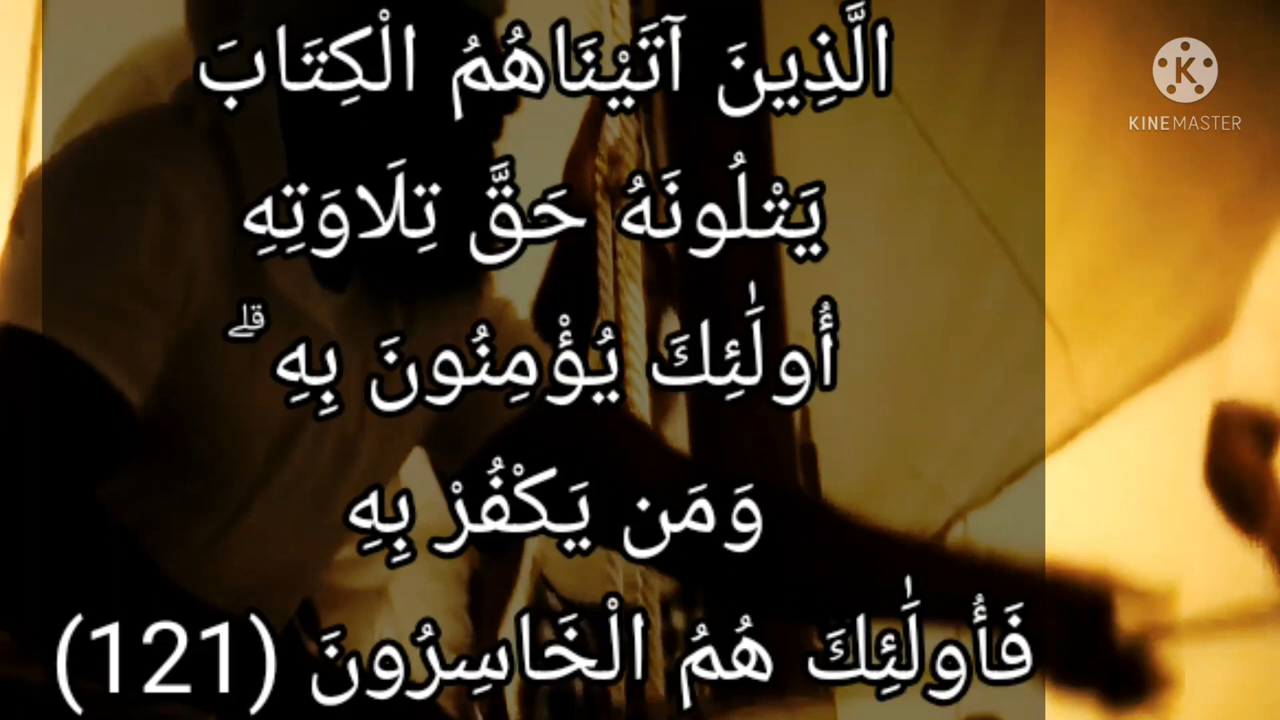 الَّذِينَ آتَيْنَاهُمُ الْكِتَابَ
يَتْلُونَهُ حَقَّ تِلَاوَتِهِ
أُولَٰئِكَ يُؤْمِنُونَ بِهِ ۗ
وَمَن يَكْفُرْ بِهِ
فَأُولَٰئِكَ هُمُ الْخَاسِرُونَ (121)
KINEMASTER